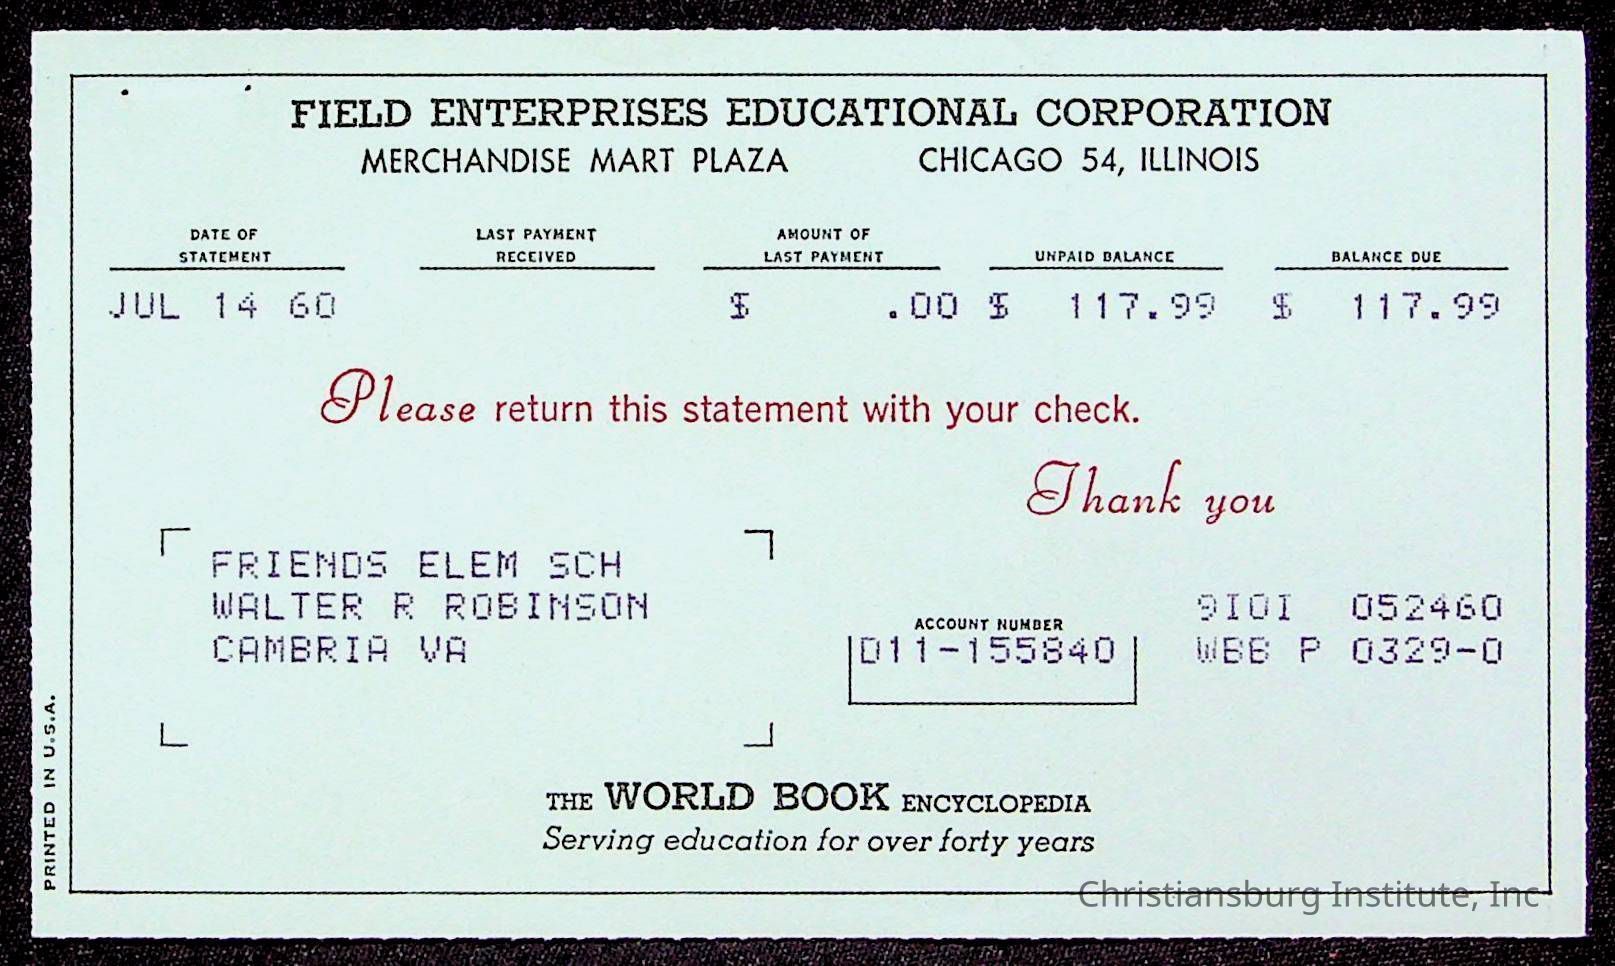 FIELD ENTERPRISES EDUCATIONAL CORPORATION
MERCHANDISE MART PLAZA CHICAGO 54, ILLINOIS
DATE OF STATEMENT
LAST PAYMENT RECEIVED
AMOUNT OF LAST PAYMENT
UNPAID BALANCE
BALANCE DUE
JUL 14 60 $ .00 $ 117.99 $ 117.99
Please return this statement with your check.
Thank you
FRIENDS ELEM SCH
WALTER R ROBINSON
CAMBRIA VA
ACCOUNT NUMBER
011-155840
9IOI 052460
WBB P 0329-0
THE WORLD BOOK ENCYCLOPEDIA
Serving education for over forty years
PRINTED IN U.S.A.
Christiansburg Institute, Inc